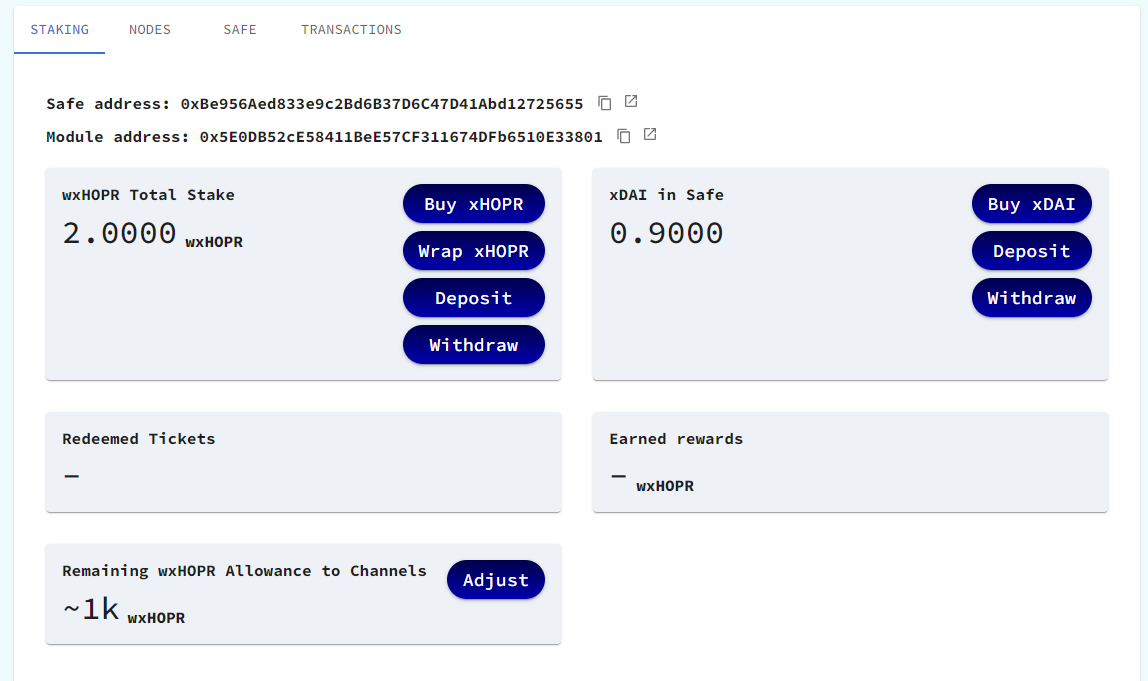 STAKING NODES SAFE TRANSACTIONS
Safe address: 0xBe956Aed833e9c2Bd6B37D6C47D41Abd12725655
Module address: 0x5E0DB52cE58411BeE57CF311674DFb6510E33801
wxHOPR Total Stake
2.0000 wxHOPR
Buy xHOPR
Wrap xHOPR
Deposit
Withdraw
xDAI in Safe
0.9000
Buy xDAI
Deposit
Withdraw
Redeemed Tickets
–
Earned rewards
– wxHOPR
Remaining wxHOPR Allowance to Channels
~1k wxHOPR
Adjust